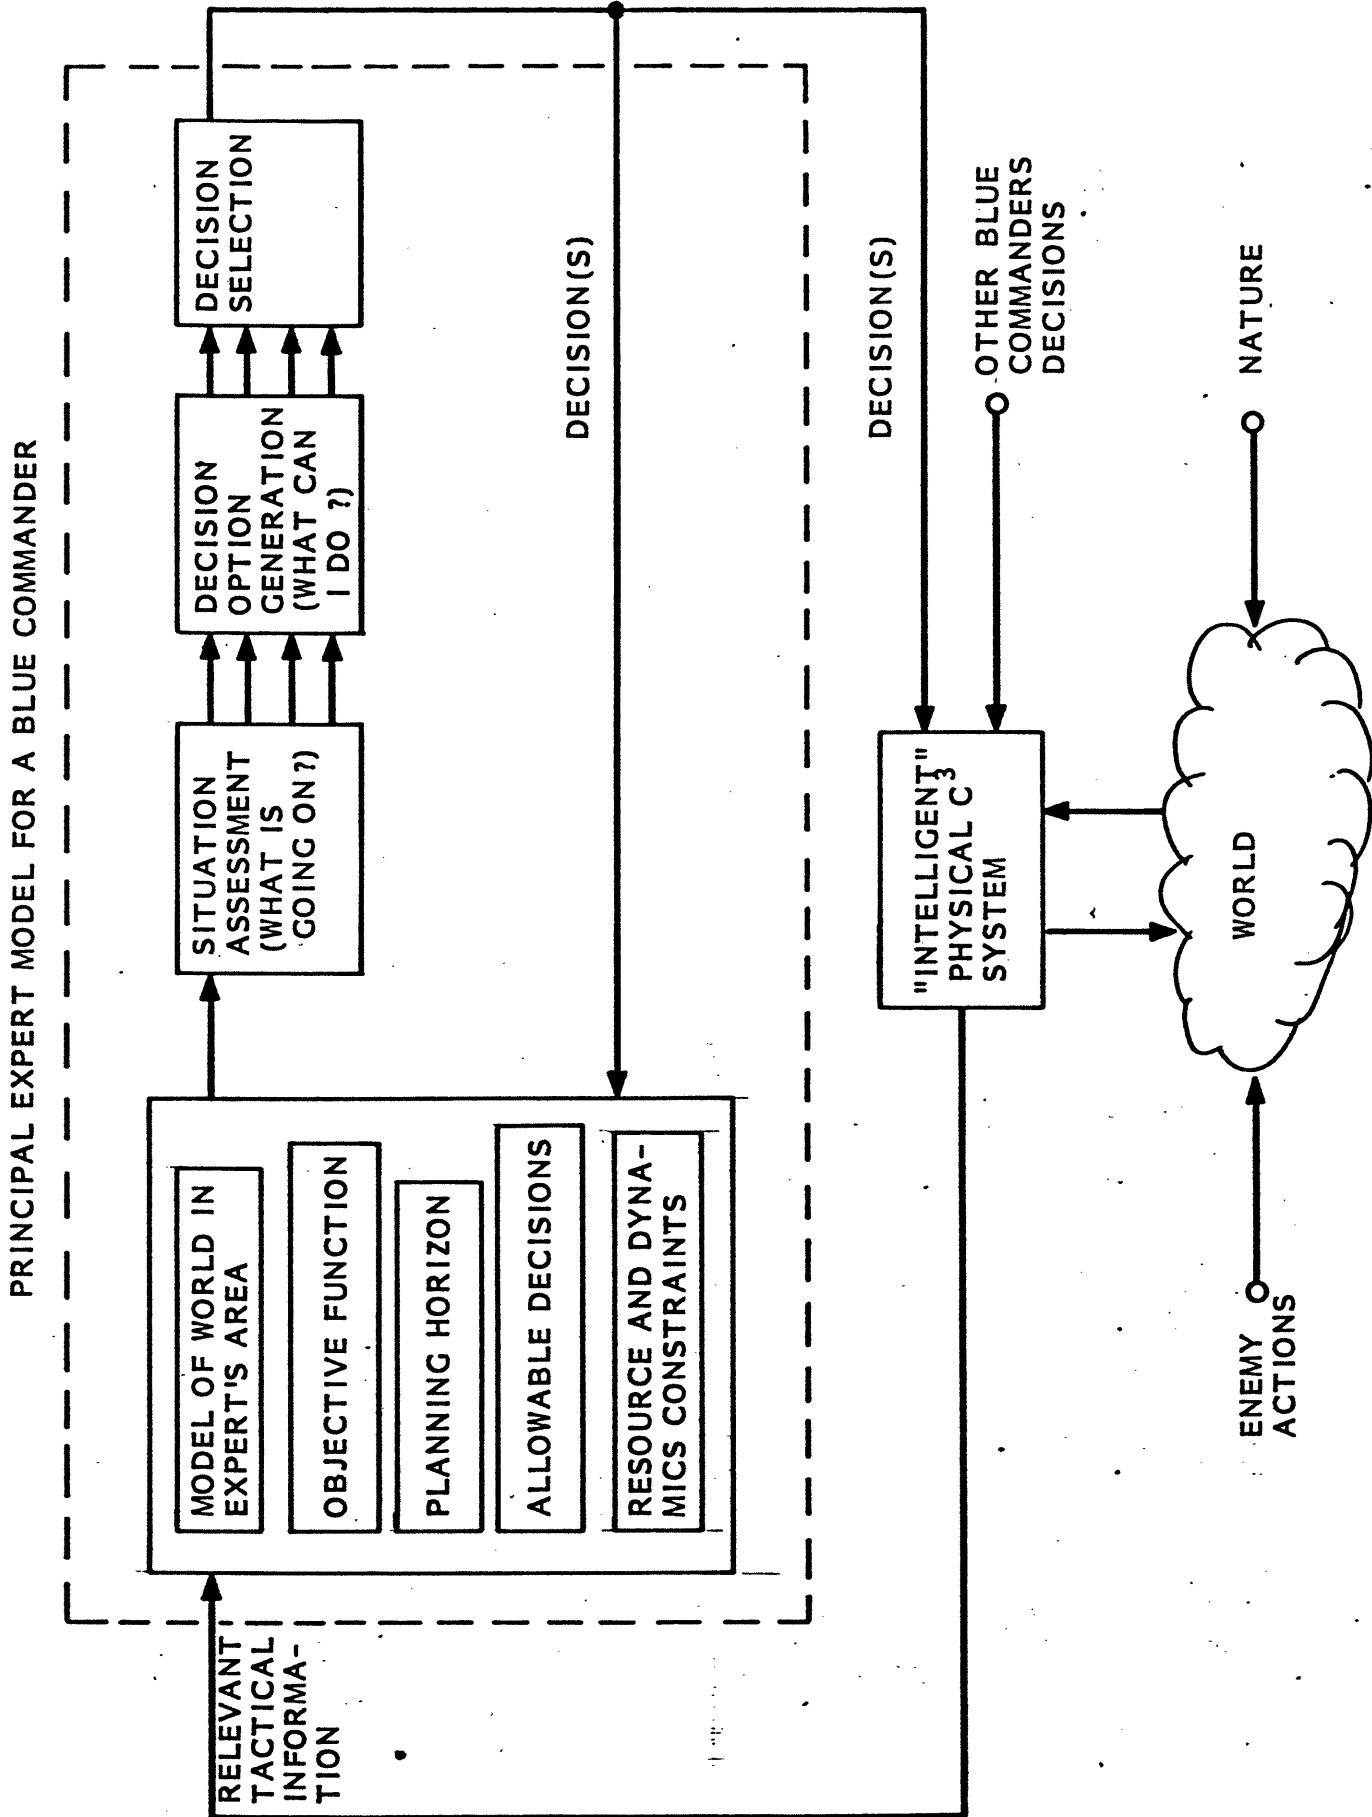 PRINCIPAL EXPERT MODEL FOR A BLUE COMMANDER
RELEVANT
TACTICAL
INFORMA-
TION
MODEL OF WORLD IN
EXPERT'S AREA
OBJECTIVE FUNCTION
PLANNING HORIZON
ALLOWABLE DECISIONS
RESOURCE AND DYNA-
MICS CONSTRAINTS
SITUATION
ASSESSMENT
(WHAT IS
GOING ON?)
DECISION
OPTION
GENERATION
(WHAT CAN
I DO ?)
DECISION
SELECTION
DECISION(S)
DECISION(S)
"INTELLIGENT"
PHYSICAL C³
SYSTEM
OTHER BLUE
COMMANDERS
DECISIONS
ENEMY
ACTIONS
WORLD
NATURE